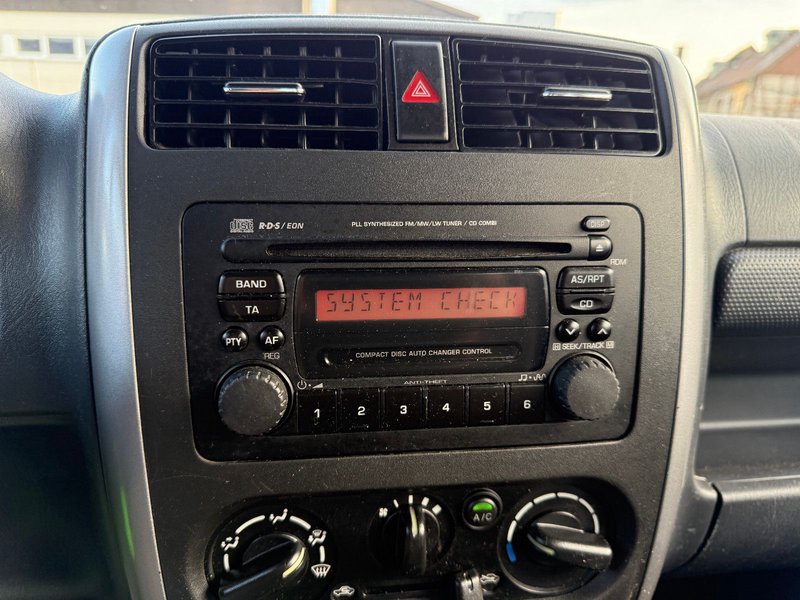 DISC R·D·S/EON PLL SYNTHESIZED FM/MW/LW TUNER / CD COMBI DISP
RDM
BAND AS/RPT
TA CD
SYSTEM CHECK
PTY AF
REG
SEEK/TRACK
COMPACT DISC AUTO CHANGER CONTROL
ANTI-THEFT
1 2 3 4 5 6
A/C